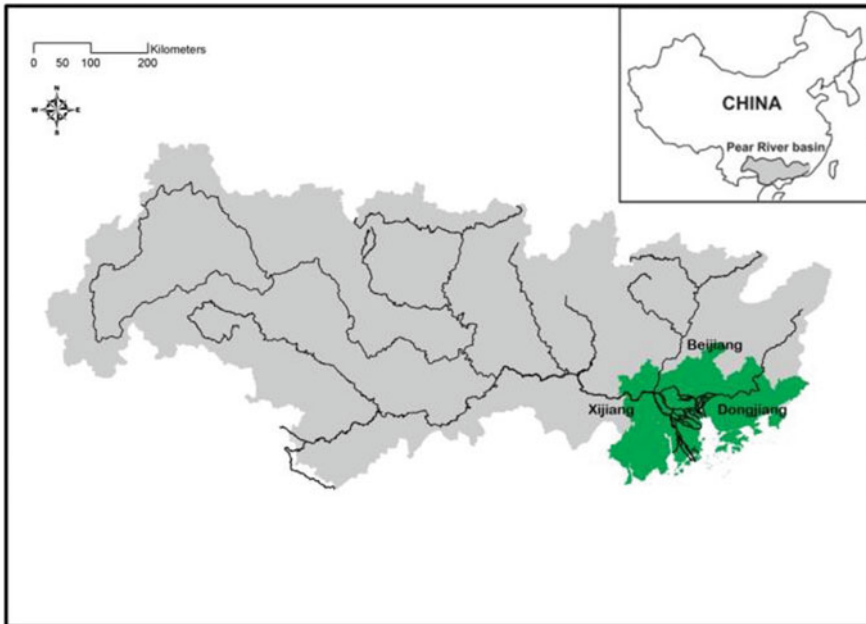 Kilometers
0 50 100 200
N
W E
S
CHINA
Pear River basin
Beijiang
Xijiang
Dongjiang